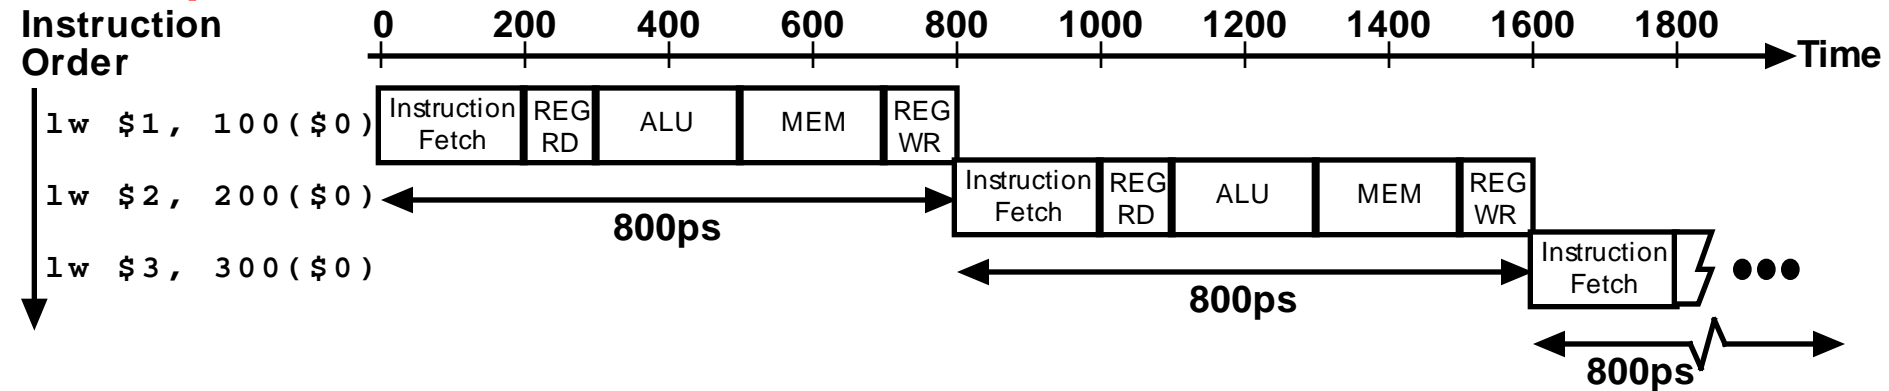 Instruction Order
0 200 400 600 800 1000 1200 1400 1600 1800
Time
lw $1, 100($0)
Instruction Fetch
REG RD
ALU
MEM
REG WR
lw $2, 200($0)
800ps
Instruction Fetch
REG RD
ALU
MEM
REG WR
lw $3, 300($0)
800ps
Instruction Fetch
800ps